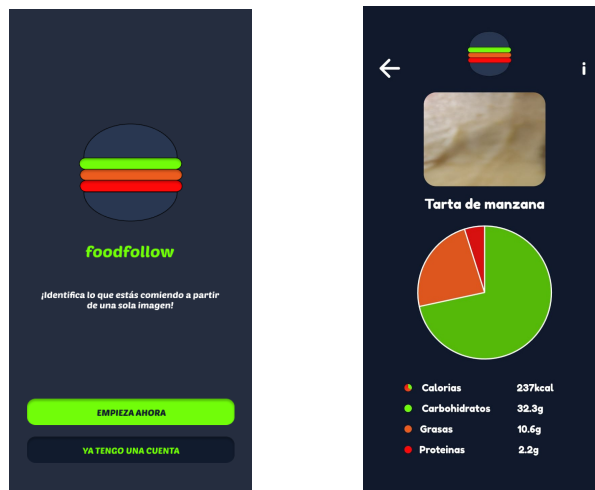 foodfollow
¡Identifica lo que estás comiendo a partir
de una sola imagen!
EMPIEZA AHORA
YA TENGO UNA CUENTA
i
Tarta de manzana
Calorias 237kcal
Carbohidratos 32.3g
Grasas 10.6g
Proteinas 2.2g